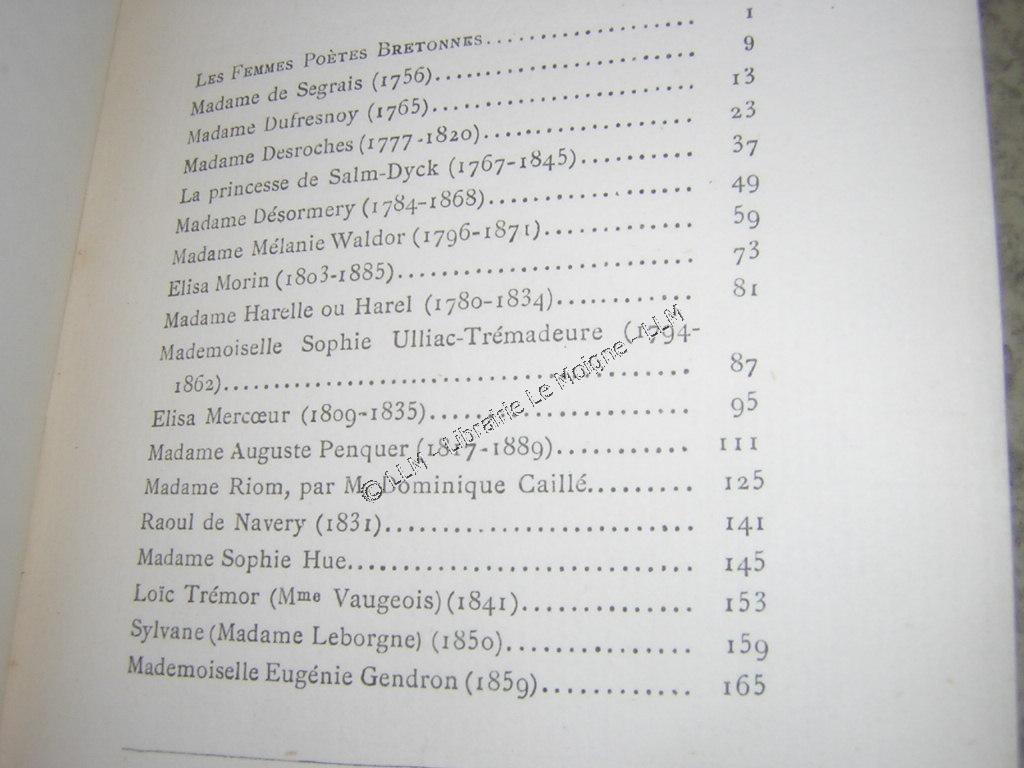 Les Femmes Poètes Bretonnes........................ 1
Madame de Segrais (1756)........................ 9
Madame Dufresnoy (1765)........................ 13
Madame Desroches (1777-1820)................... 23
La princesse de Salm-Dyck (1767-1845).......... 37
Madame Désormery (1784-1868)................... 49
Madame Mélanie Waldor (1796-1871).............. 59
Elisa Morin (1803-1885)........................ 73
Madame Harelle ou Harel (1780-1834)............ 81
Mademoiselle Sophie Ulliac-Trémadeure (1794-
1862).......................................... 87
Elisa Mercœur (1809-1835)...................... 95
Madame Auguste Penquer (1817-1889)............ 111
Madame Riom, par M. Dominique Caillé......... 125
Raoul de Navery (1831)........................ 141
Madame Sophie Hue............................. 145
Loïc Trémor (Mme Vaugeois) (1841)............. 153
Sylvane (Madame Leborgne) (1850).............. 159
Mademoiselle Eugénie Gendron (1859)........... 165
© LLM - Librairie Le Moigne - LLM